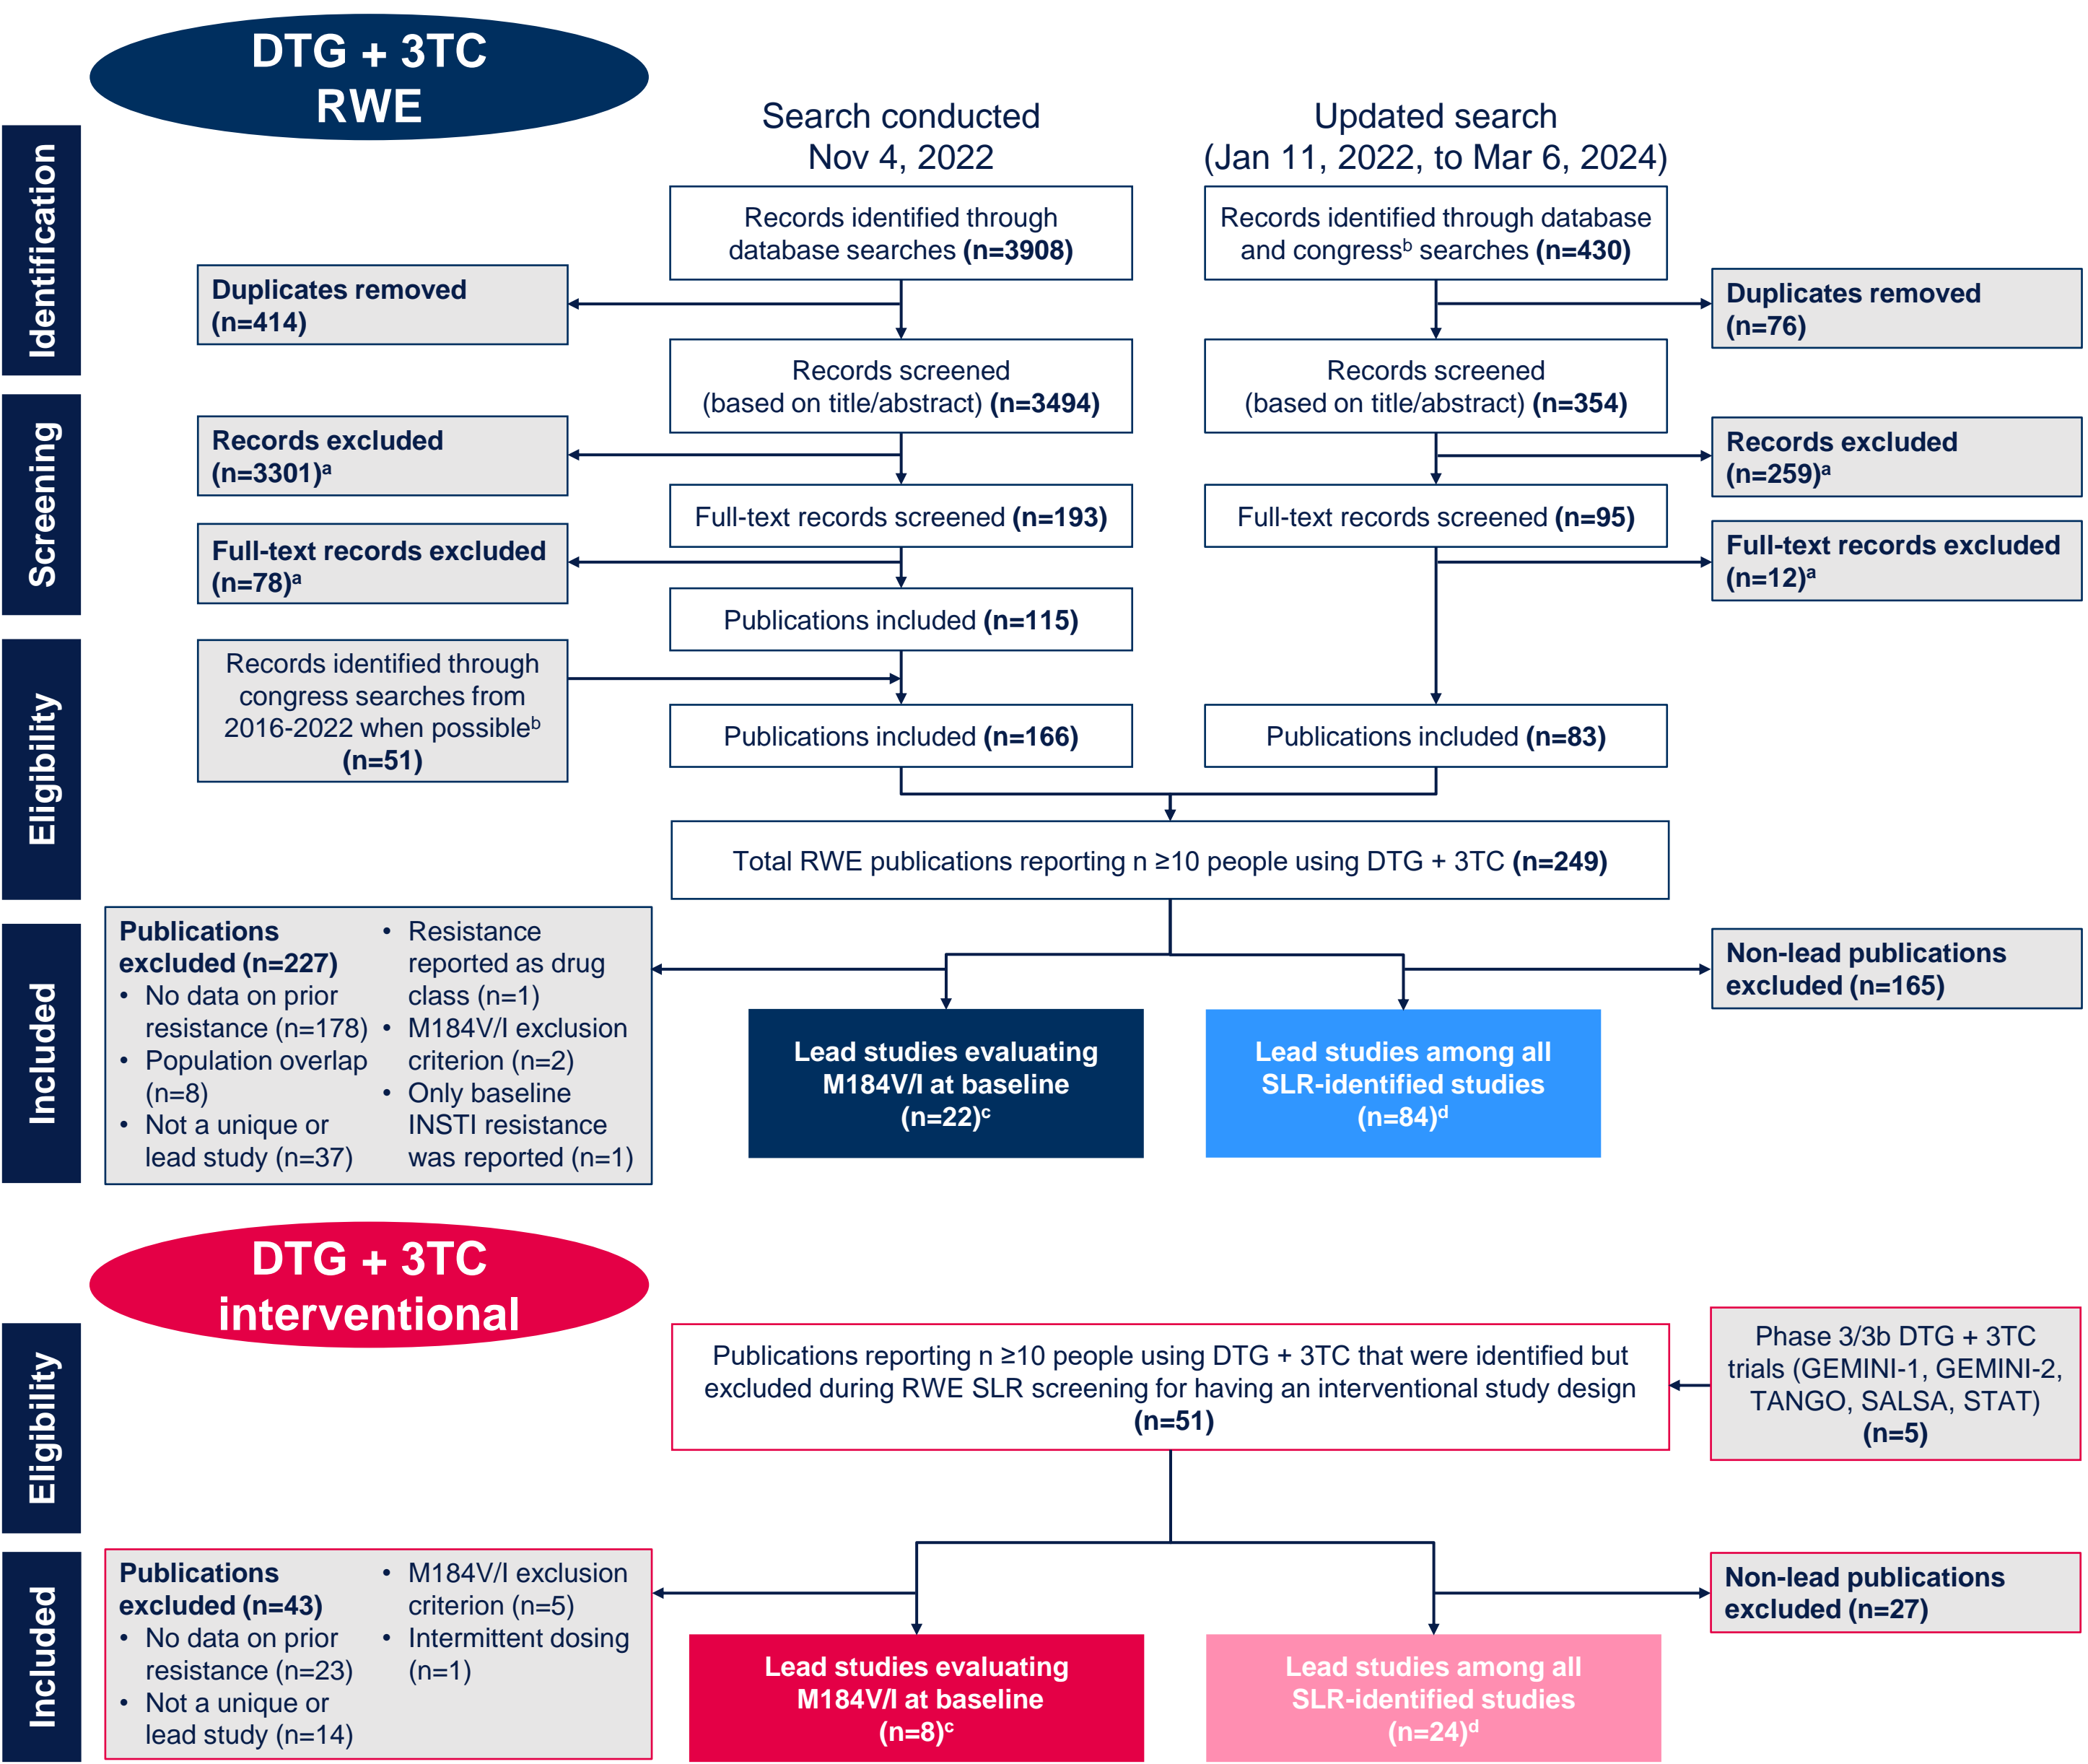 DTG + 3TC
RWE
Search conducted
Nov 4, 2022
Updated search
(Jan 11, 2022, to Mar 6, 2024)
Identification
Records identified through
database searches (n=3908)
Records identified through database
and congressᵇ searches (n=430)
Duplicates removed
(n=414)
Duplicates removed
(n=76)
Records screened
(based on title/abstract) (n=3494)
Records screened
(based on title/abstract) (n=354)
Screening
Records excluded
(n=3301)ᵃ
Records excluded
(n=259)ᵃ
Full-text records screened (n=193)
Full-text records screened (n=95)
Full-text records excluded
(n=78)ᵃ
Full-text records excluded
(n=12)ᵃ
Publications included (n=115)
Eligibility
Records identified through
congress searches from
2016-2022 when possibleᵇ
(n=51)
Publications included (n=166)
Publications included (n=83)
Total RWE publications reporting n ≥10 people using DTG + 3TC (n=249)
Included
Publications
excluded (n=227)
• No data on prior
resistance (n=178)
• Population overlap
(n=8)
• Not a unique or
lead study (n=37)
• Resistance
reported as drug
class (n=1)
• M184V/I exclusion
criterion (n=2)
• Only baseline
INSTI resistance
was reported (n=1)
Non-lead publications
excluded (n=165)
Lead studies evaluating
M184V/I at baseline
(n=22)ᶜ
Lead studies among all
SLR-identified studies
(n=84)ᵈ
DTG + 3TC
interventional
Eligibility
Publications reporting n ≥10 people using DTG + 3TC that were identified but
excluded during RWE SLR screening for having an interventional study design
(n=51)
Phase 3/3b DTG + 3TC
trials (GEMINI-1, GEMINI-2,
TANGO, SALSA, STAT)
(n=5)
Included
Publications
excluded (n=43)
• No data on prior
resistance (n=23)
• Not a unique or
lead study (n=14)
• M184V/I exclusion
criterion (n=5)
• Intermittent dosing
(n=1)
Non-lead publications
excluded (n=27)
Lead studies evaluating
M184V/I at baseline
(n=8)ᶜ
Lead studies among all
SLR-identified studies
(n=24)ᵈ